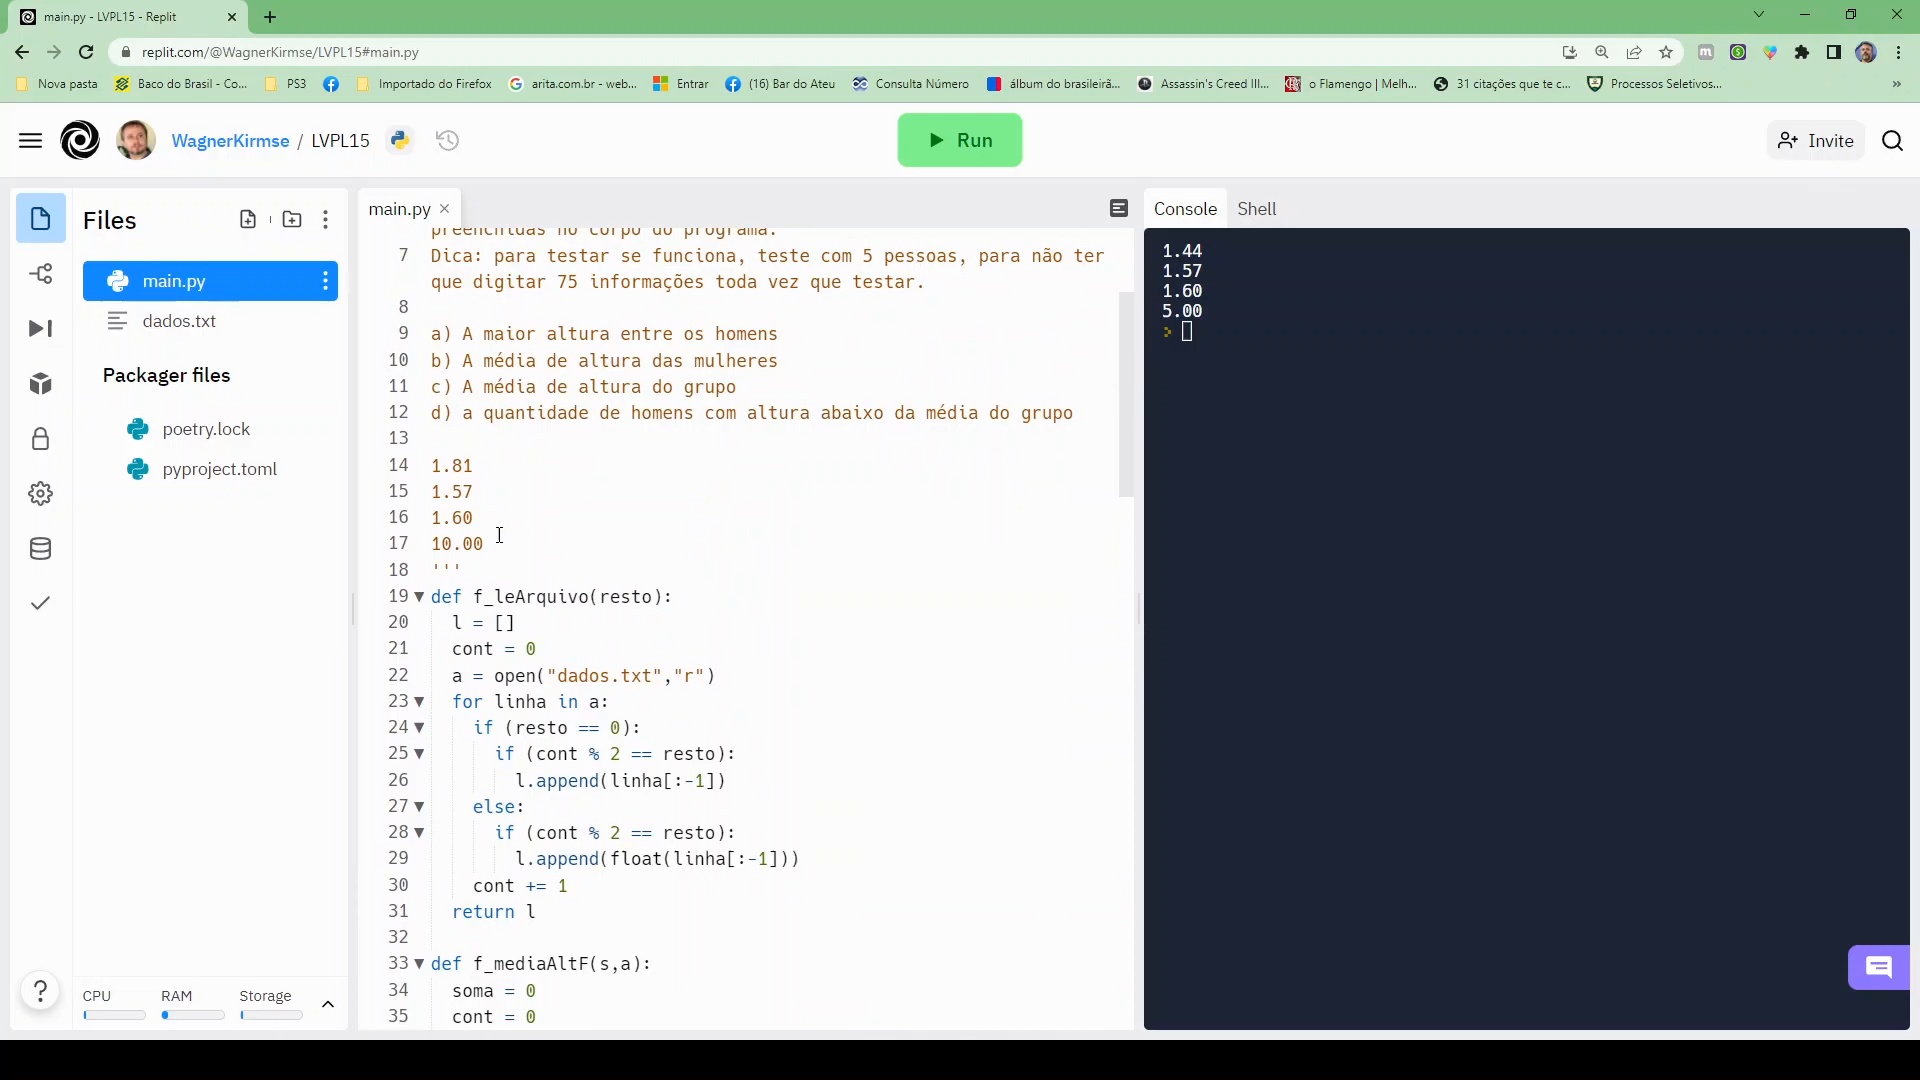 main.py - LVPL15 - Replit
replit.com/@WagnerKirmse/LVPL15#main.py
Nova pasta
Baco do Brasil - Co...
PS3
Importado do Firefox
arita.com.br - web...
Entrar
(16) Bar do Ateu
Consulta Número
álbum do brasileirã...
Assassin's Creed III...
o Flamengo | Melh...
31 citações que te c...
Processos Seletivos...
»
WagnerKirmse / LVPL15
Run
Invite
Files
main.py
dados.txt
Packager files
poetry.lock
pyproject.toml
CPU
RAM
Storage
?
main.py
preenchidas no corpo do programa.
7 Dica: para testar se funciona, teste com 5 pessoas, para não ter
que digitar 75 informações toda vez que testar.
8
9 a) A maior altura entre os homens
10 b) A média de altura das mulheres
11 c) A média de altura do grupo
12 d) a quantidade de homens com altura abaixo da média do grupo
13
14 1.81
15 1.57
16 1.60
17 10.00
18 '''
19 def f_leArquivo(resto):
20 l = []
21 cont = 0
22 a = open("dados.txt","r")
23 for linha in a:
24 if (resto == 0):
25 if (cont % 2 == resto):
26 l.append(linha[:-1])
27 else:
28 if (cont % 2 == resto):
29 l.append(float(linha[:-1]))
30 cont += 1
31 return l
32
33 def f_mediaAltF(s,a):
34 soma = 0
35 cont = 0
Console
Shell
1.44
1.57
1.60
5.00
>